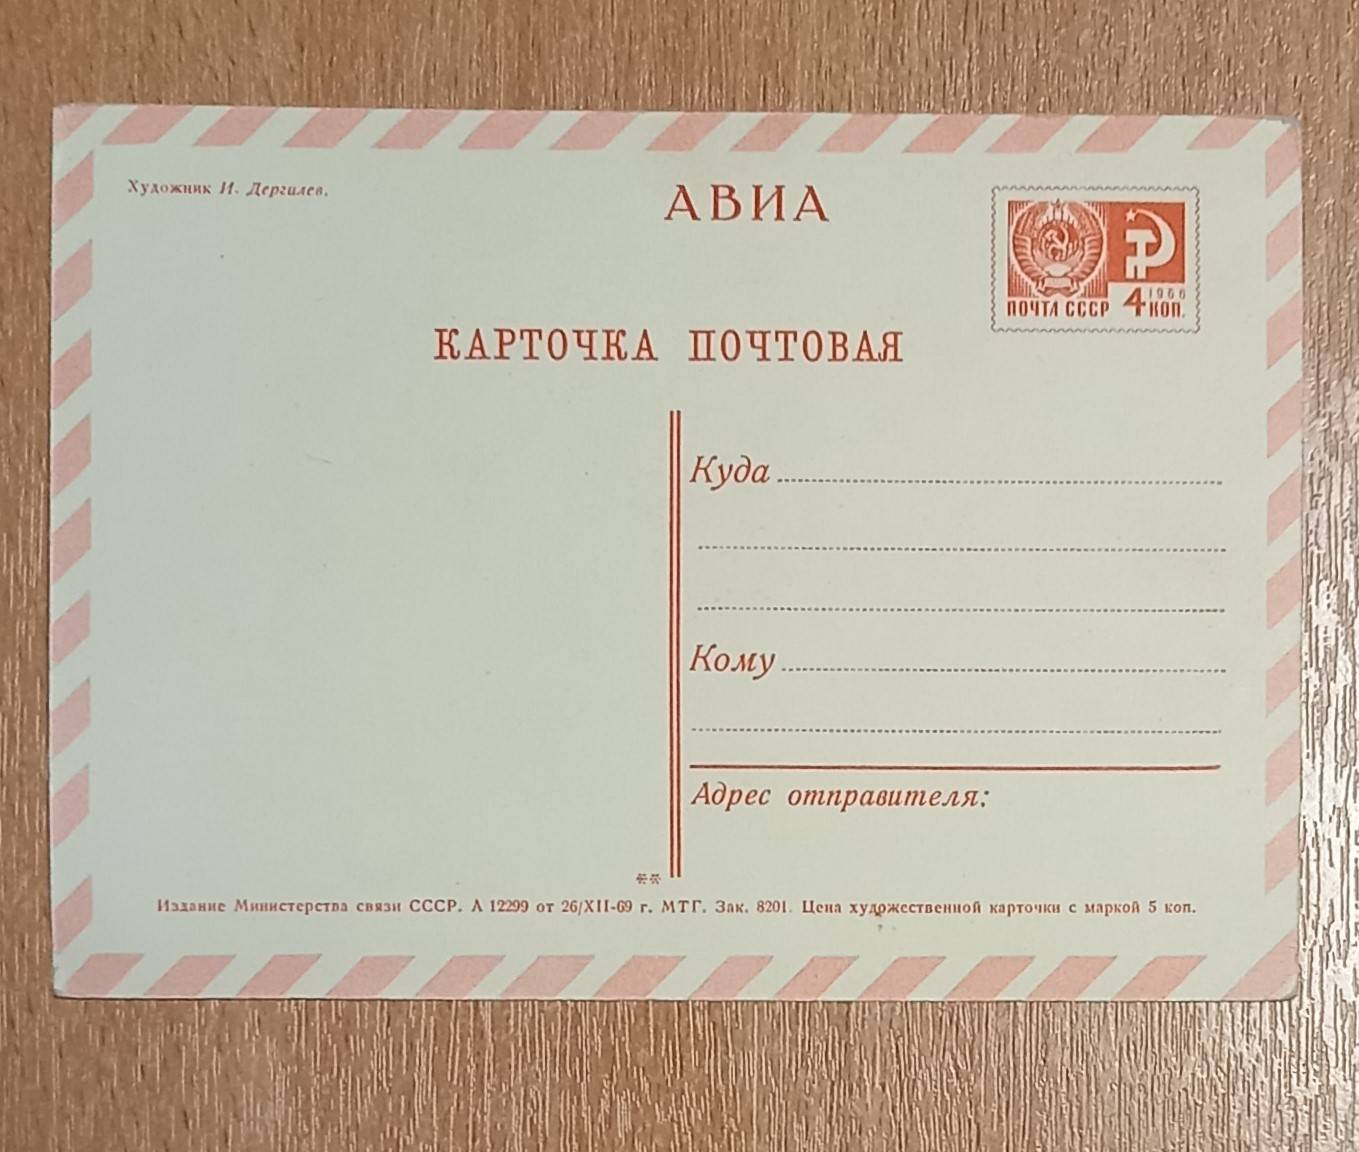 Художник И. Дергилев.
АВИА
1966
ПОЧТА СССР 4 КОП.
КАРТОЧКА ПОЧТОВАЯ
Куда
Кому
Адрес отправителя:
Издание Министерства связи СССР. А 12299 от 26/XII-69 г. МТГ. Зак. 8201. Цена художественной карточки с маркой 5 коп.